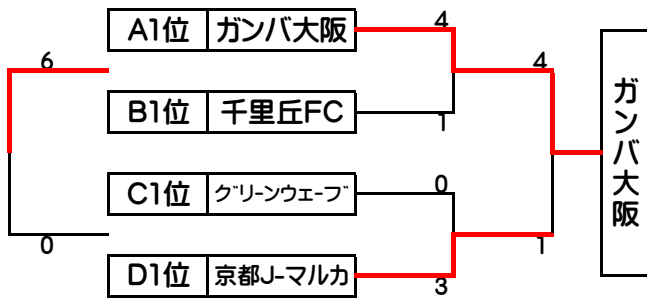 A1位 ガンバ大阪 4
6 4
B1位 千里丘FC 1
ガンバ大阪
C1位 グリーンウェーブ 0
0 1
D1位 京都J-マルカ 3